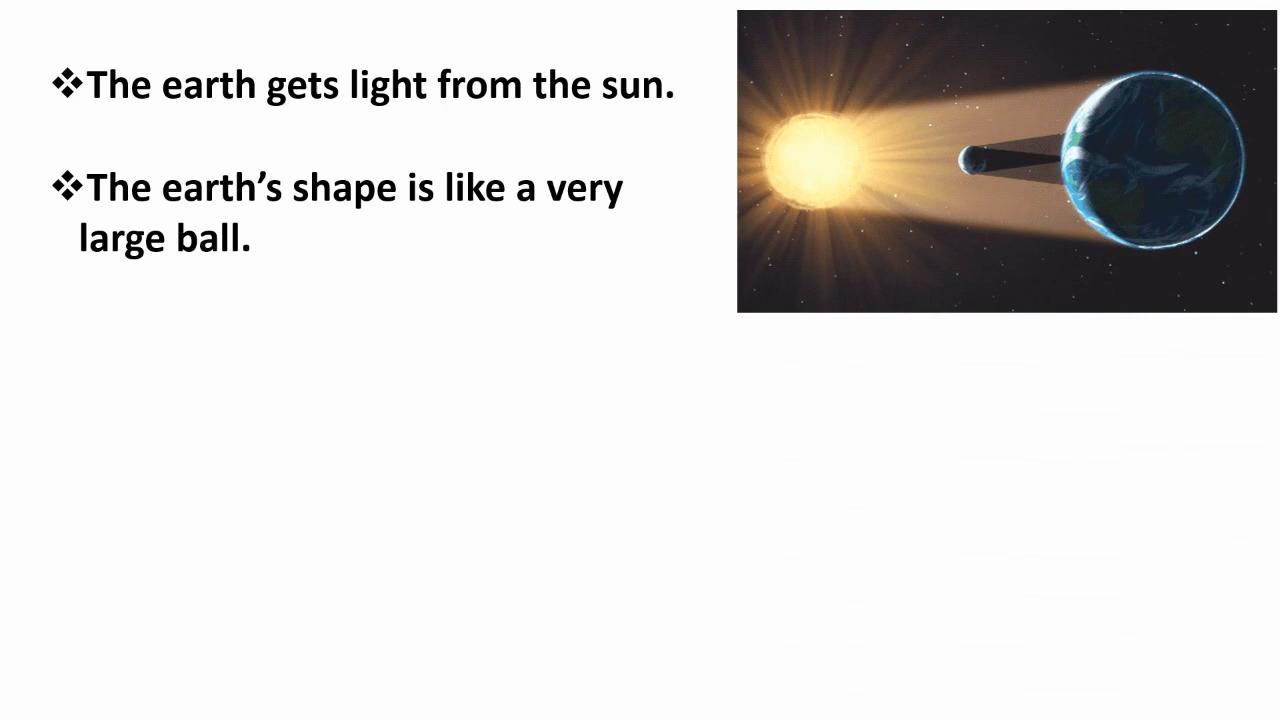 ❖The earth gets light from the sun.
❖The earth’s shape is like a very
large ball.